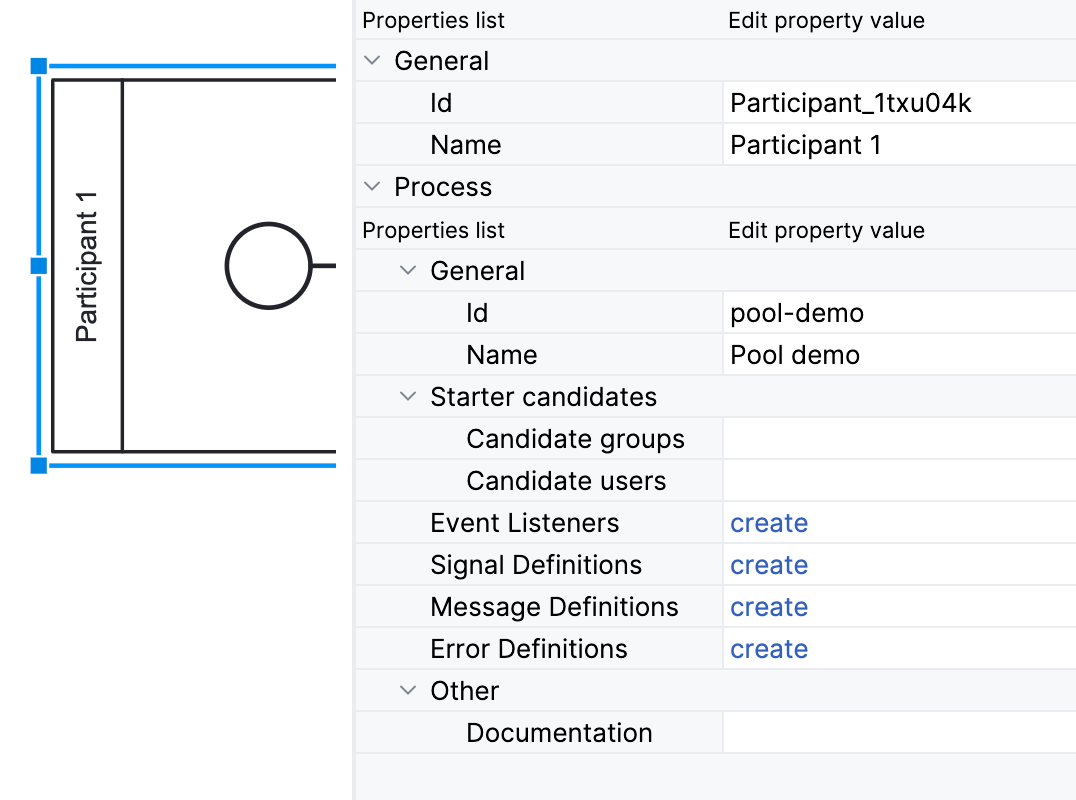 Participant 1
Properties list Edit property value
General
Id Participant_1txu04k
Name Participant 1
Process
Properties list Edit property value
General
Id pool-demo
Name Pool demo
Starter candidates
Candidate groups
Candidate users
Event Listeners create
Signal Definitions create
Message Definitions create
Error Definitions create
Other
Documentation